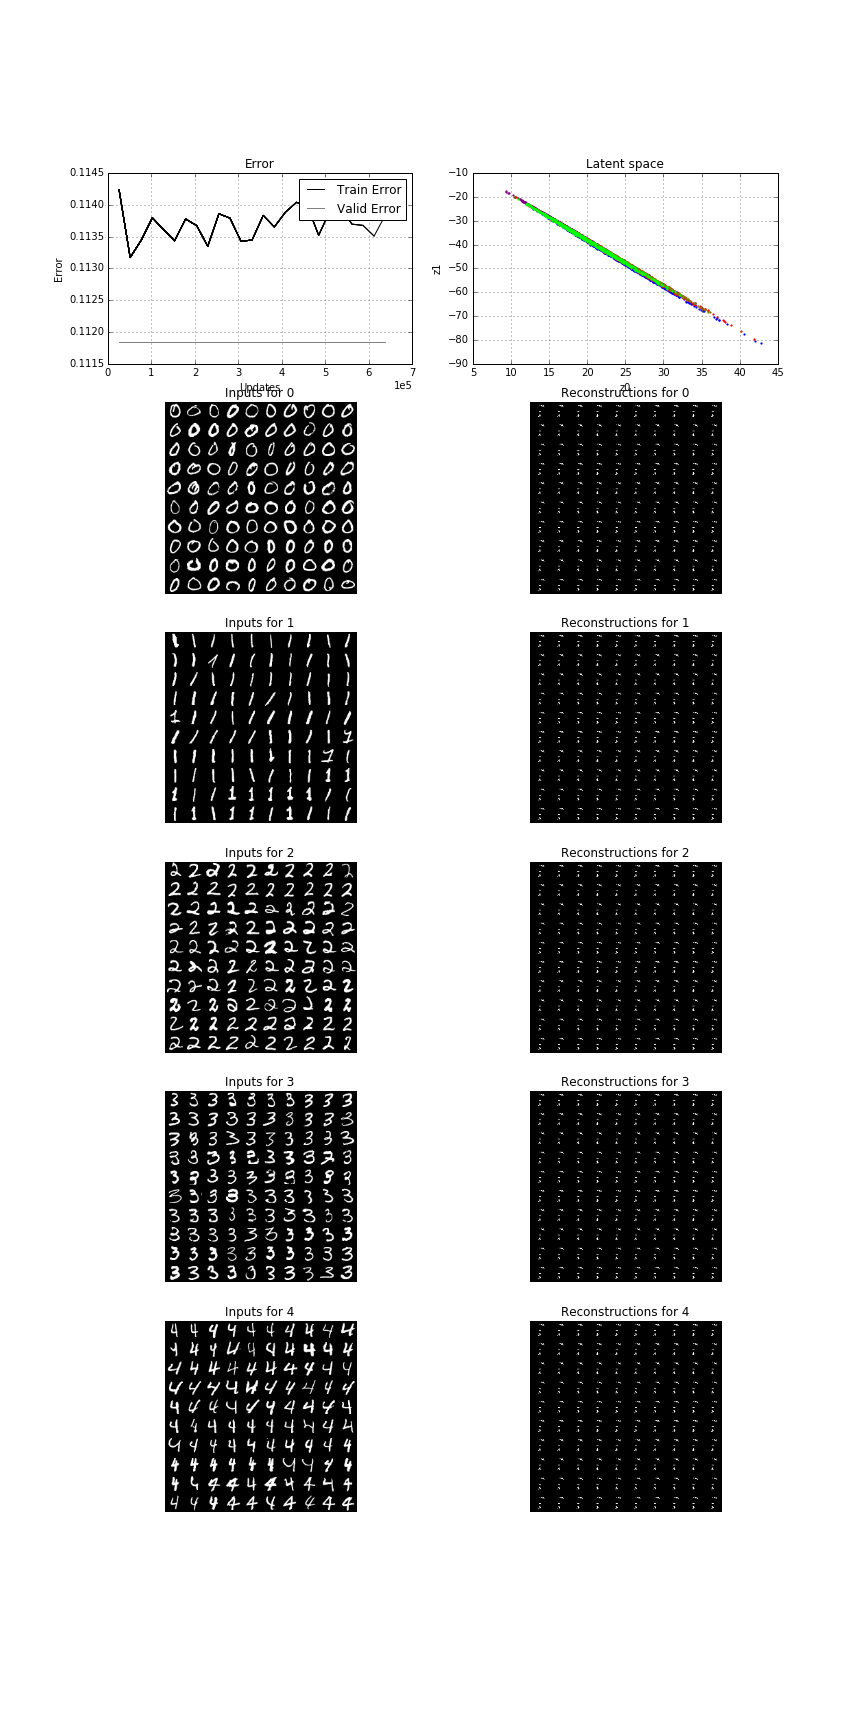 Error
0.1145
0.1140
0.1135
0.1130
0.1125
0.1120
0.1115
Error
Train Error
Valid Error
0 1 2 3 4 5 6 7
1e5
Updates
Latent space
−10
−20
−30
−40
−50
−60
−70
−80
−90
z1
5 10 15 20 25 30 35 40 45
z0
Inputs for 0
Reconstructions for 0
Inputs for 1
Reconstructions for 1
Inputs for 2
Reconstructions for 2
Inputs for 3
Reconstructions for 3
Inputs for 4
Reconstructions for 4